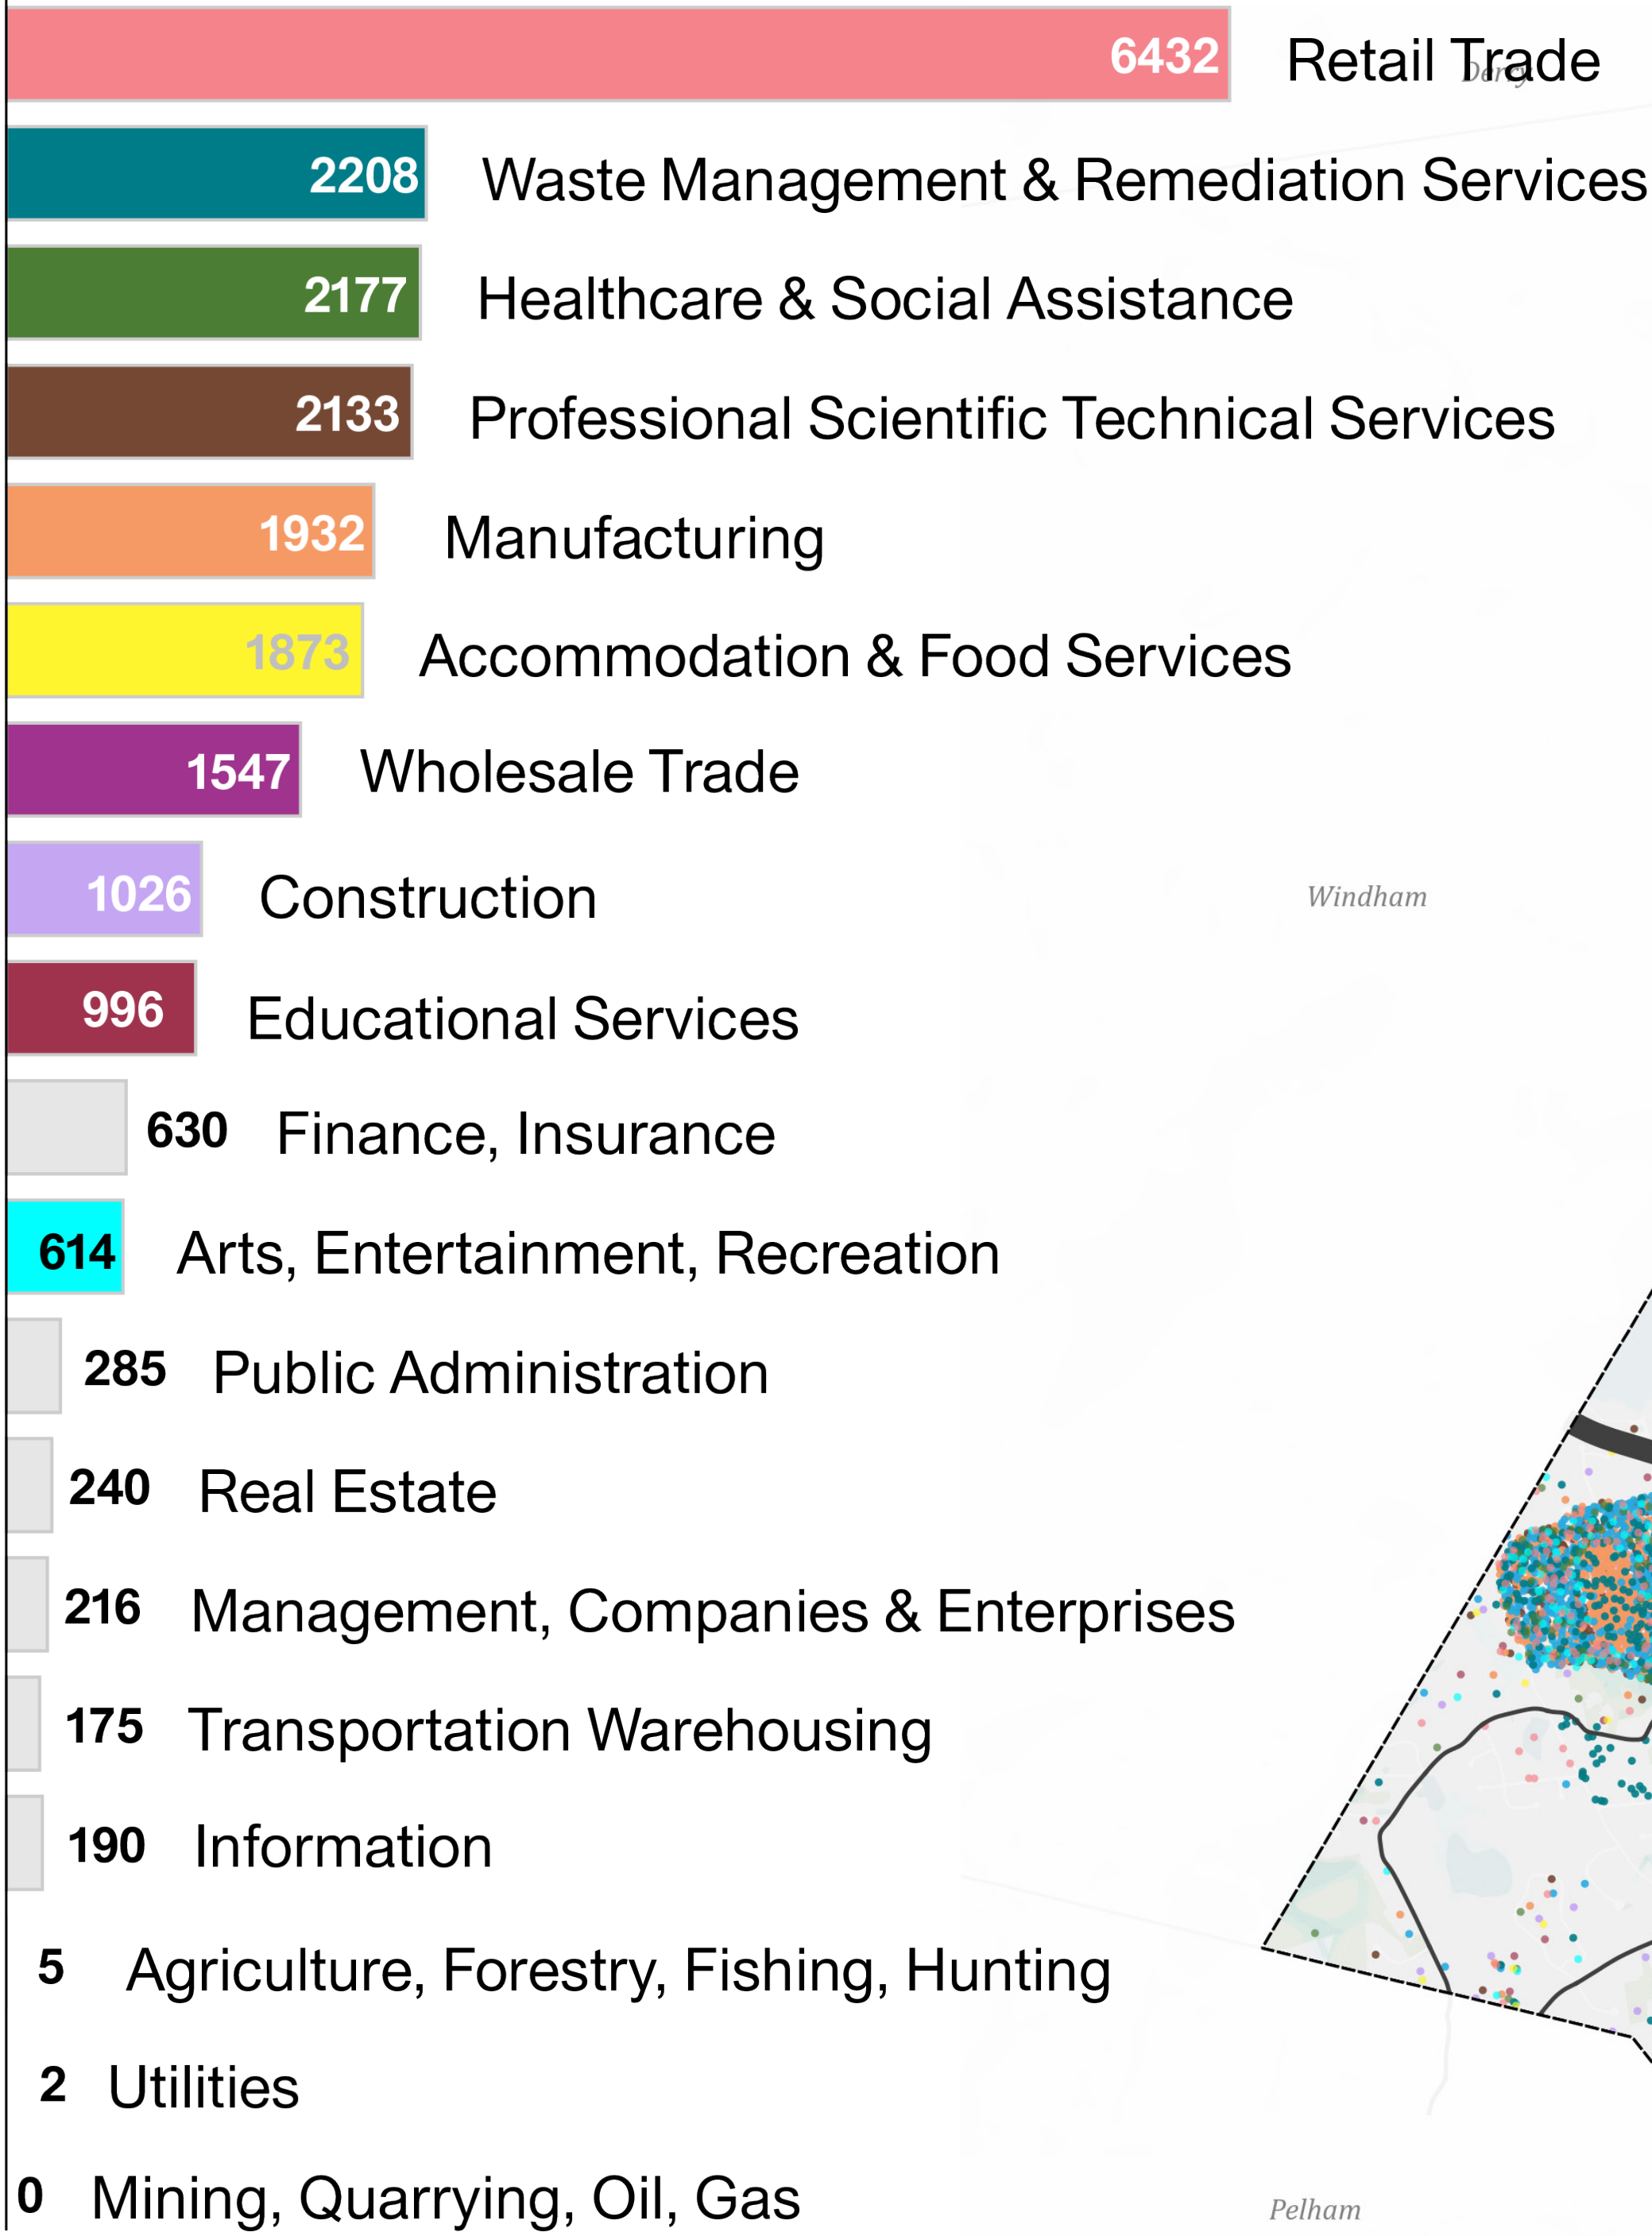 6432 Retail Trade
Derry
2208 Waste Management & Remediation Services
2177 Healthcare & Social Assistance
2133 Professional Scientific Technical Services
1932 Manufacturing
1873 Accommodation & Food Services
1547 Wholesale Trade
1026 Construction
Windham
996 Educational Services
630 Finance, Insurance
614 Arts, Entertainment, Recreation
285 Public Administration
240 Real Estate
216 Management, Companies & Enterprises
175 Transportation Warehousing
190 Information
5 Agriculture, Forestry, Fishing, Hunting
2 Utilities
0 Mining, Quarrying, Oil, Gas
Pelham